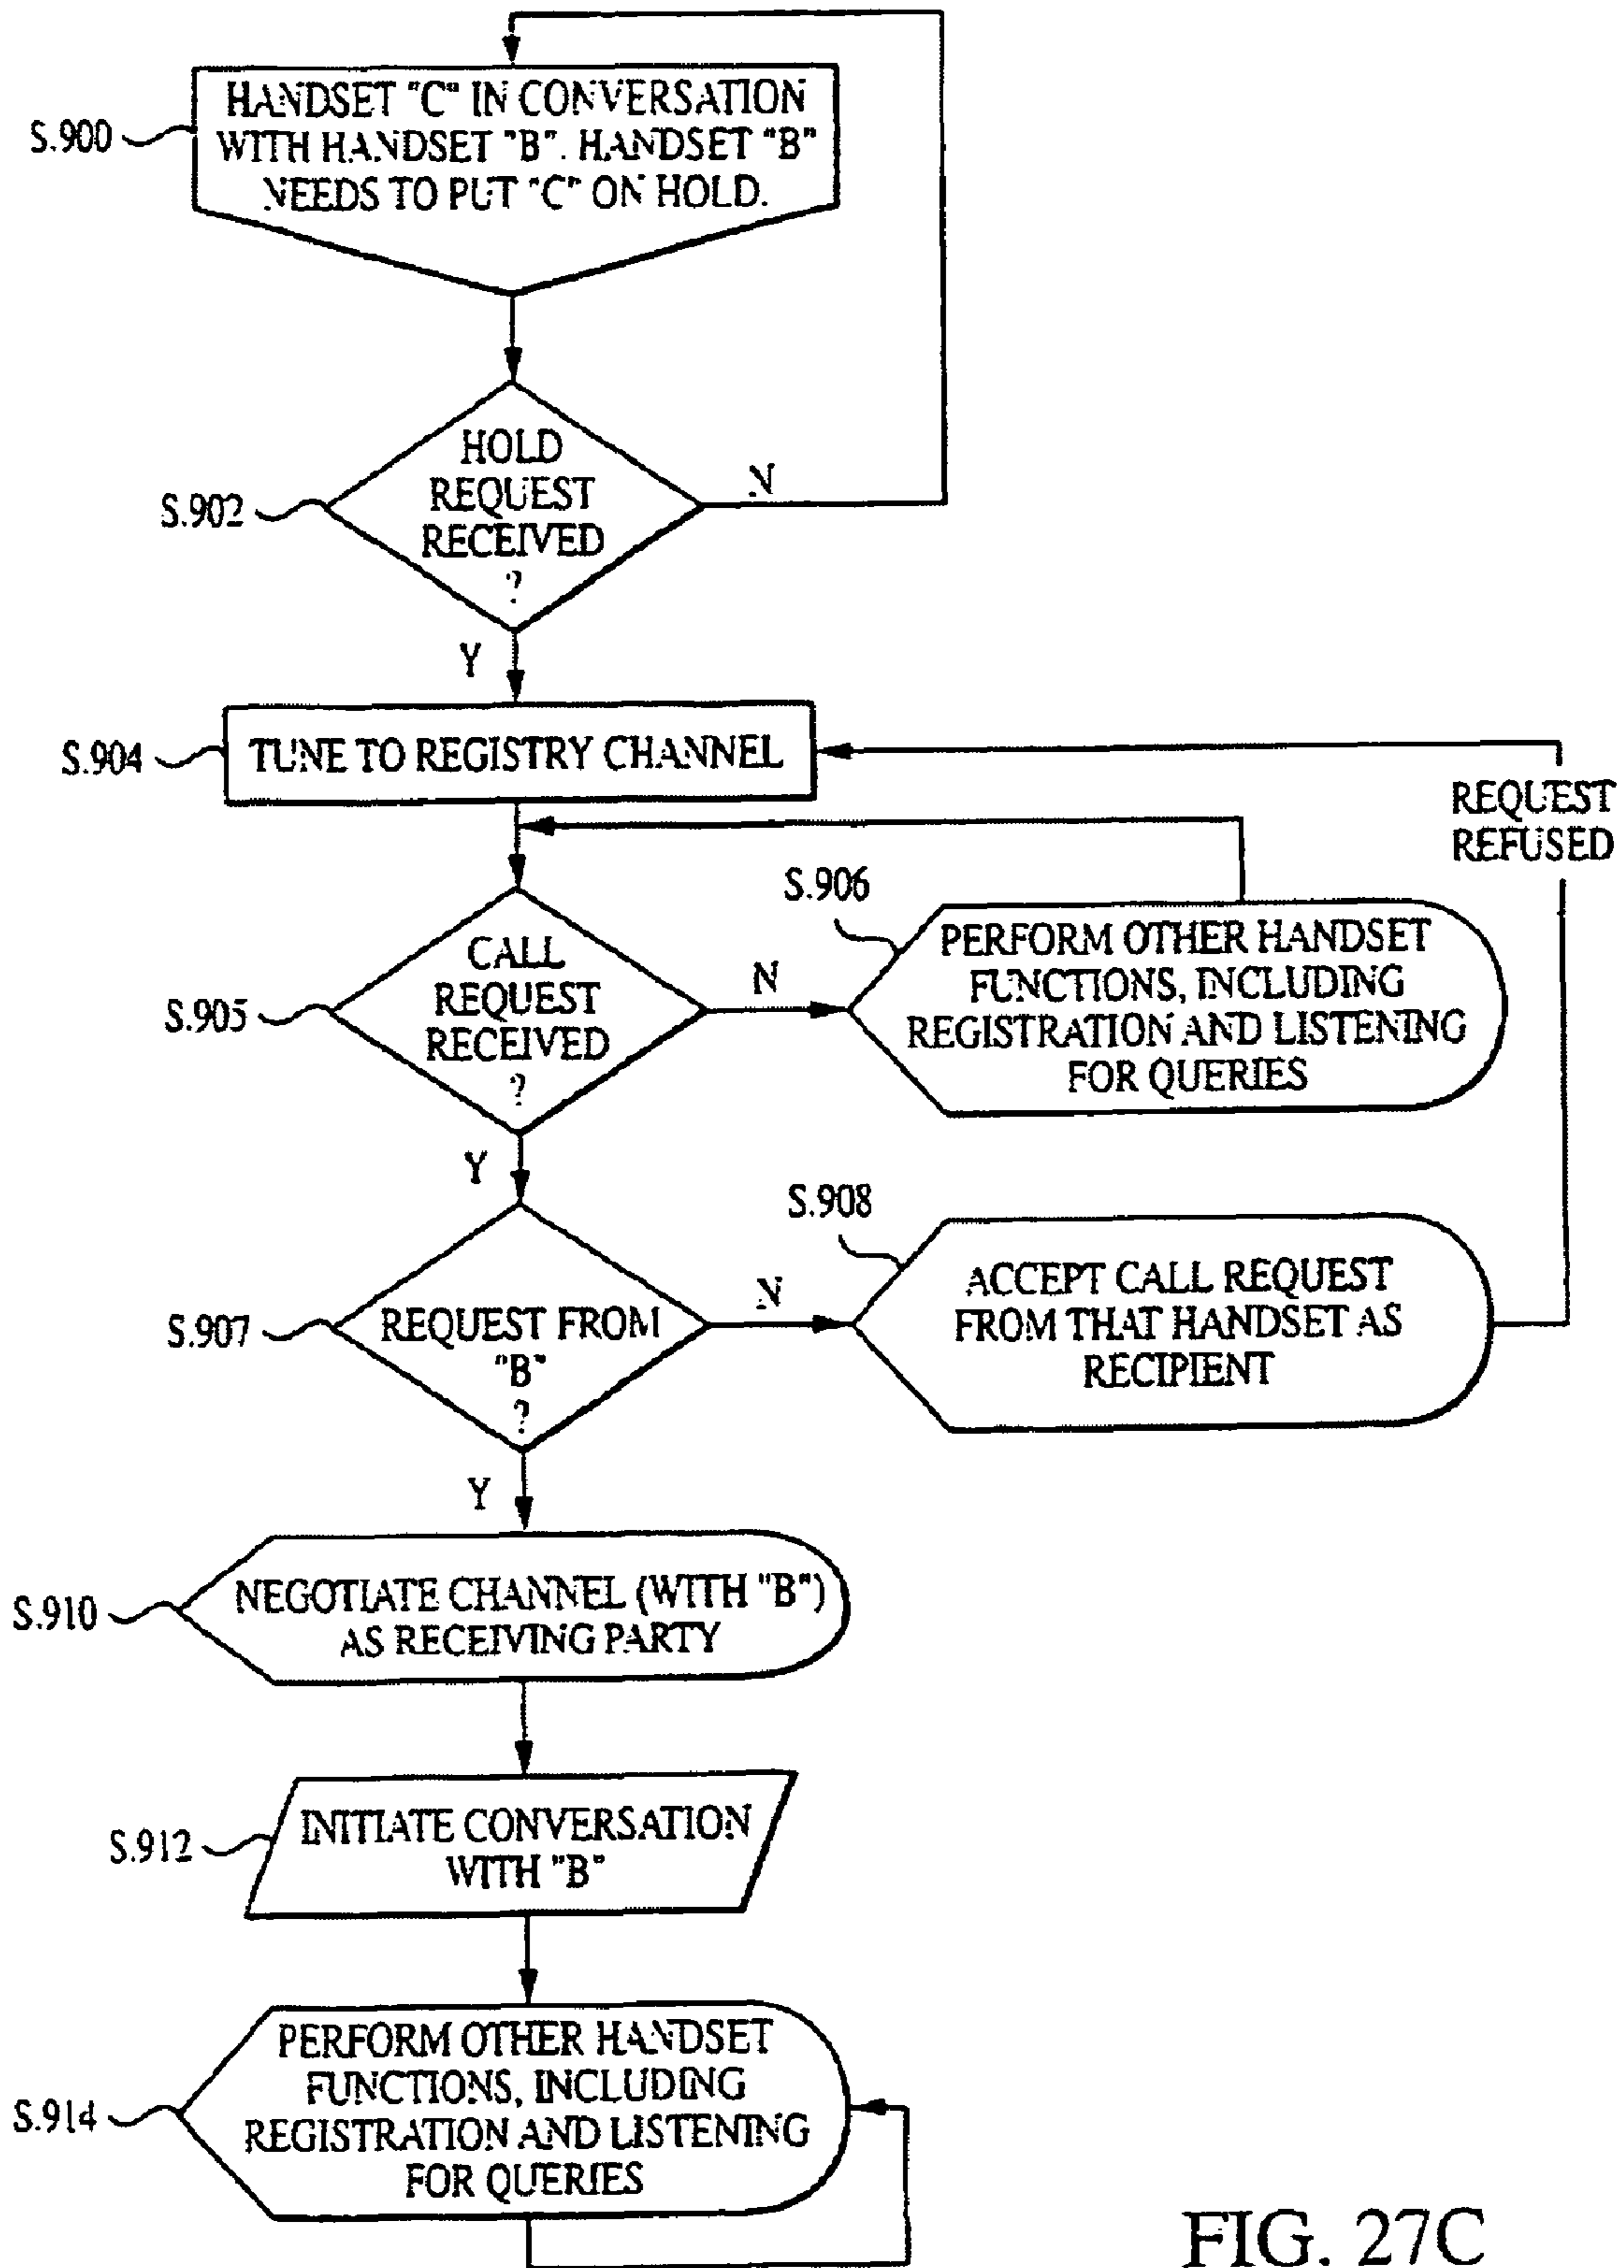 S.900
HANDSET "C" IN CONVERSATION
WITH HANDSET "B". HANDSET "B"
NEEDS TO PUT "C" ON HOLD.
S.902
HOLD
REQUEST
RECEIVED
?
N
Y
S.904
TUNE TO REGISTRY CHANNEL
REQUEST
REFUSED
S.905
CALL
REQUEST
RECEIVED
?
N
S.906
PERFORM OTHER HANDSET
FUNCTIONS, INCLUDING
REGISTRATION AND LISTENING
FOR QUERIES
Y
S.907
REQUEST FROM
"B"
?
N
S.908
ACCEPT CALL REQUEST
FROM THAT HANDSET AS
RECIPIENT
Y
S.910
NEGOTIATE CHANNEL (WITH "B")
AS RECEIVING PARTY
S.912
INITIATE CONVERSATION
WITH "B"
S.914
PERFORM OTHER HANDSET
FUNCTIONS, INCLUDING
REGISTRATION AND LISTENING
FOR QUERIES
FIG. 27C